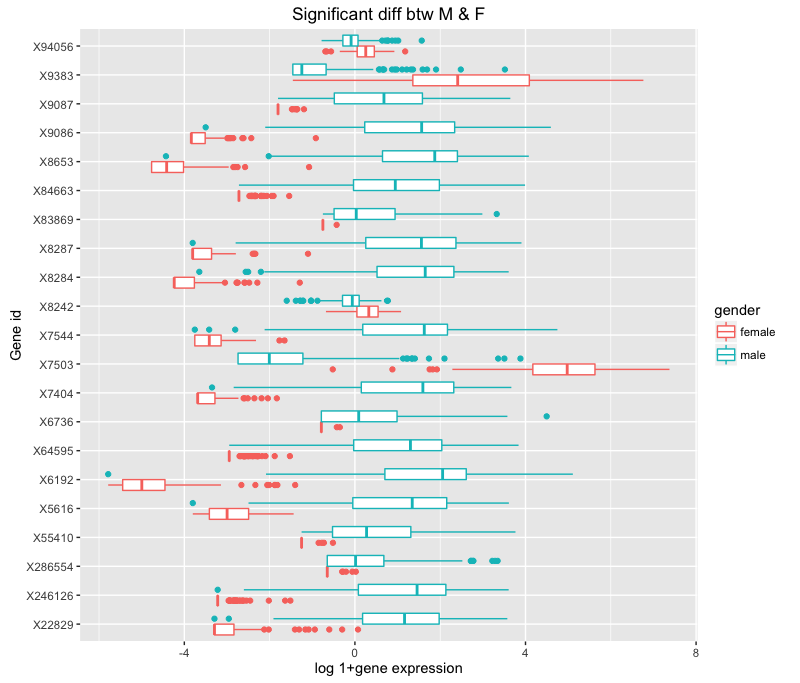 Significant diff btw M & F
Gene id
X94056
X9383
X9087
X9086
X8653
X84663
X83869
X8287
X8284
X8242
X7544
X7503
X7404
X6736
X64595
X6192
X5616
X55410
X286554
X246126
X22829
-4 0 4 8
log 1+gene expression
gender
female
male